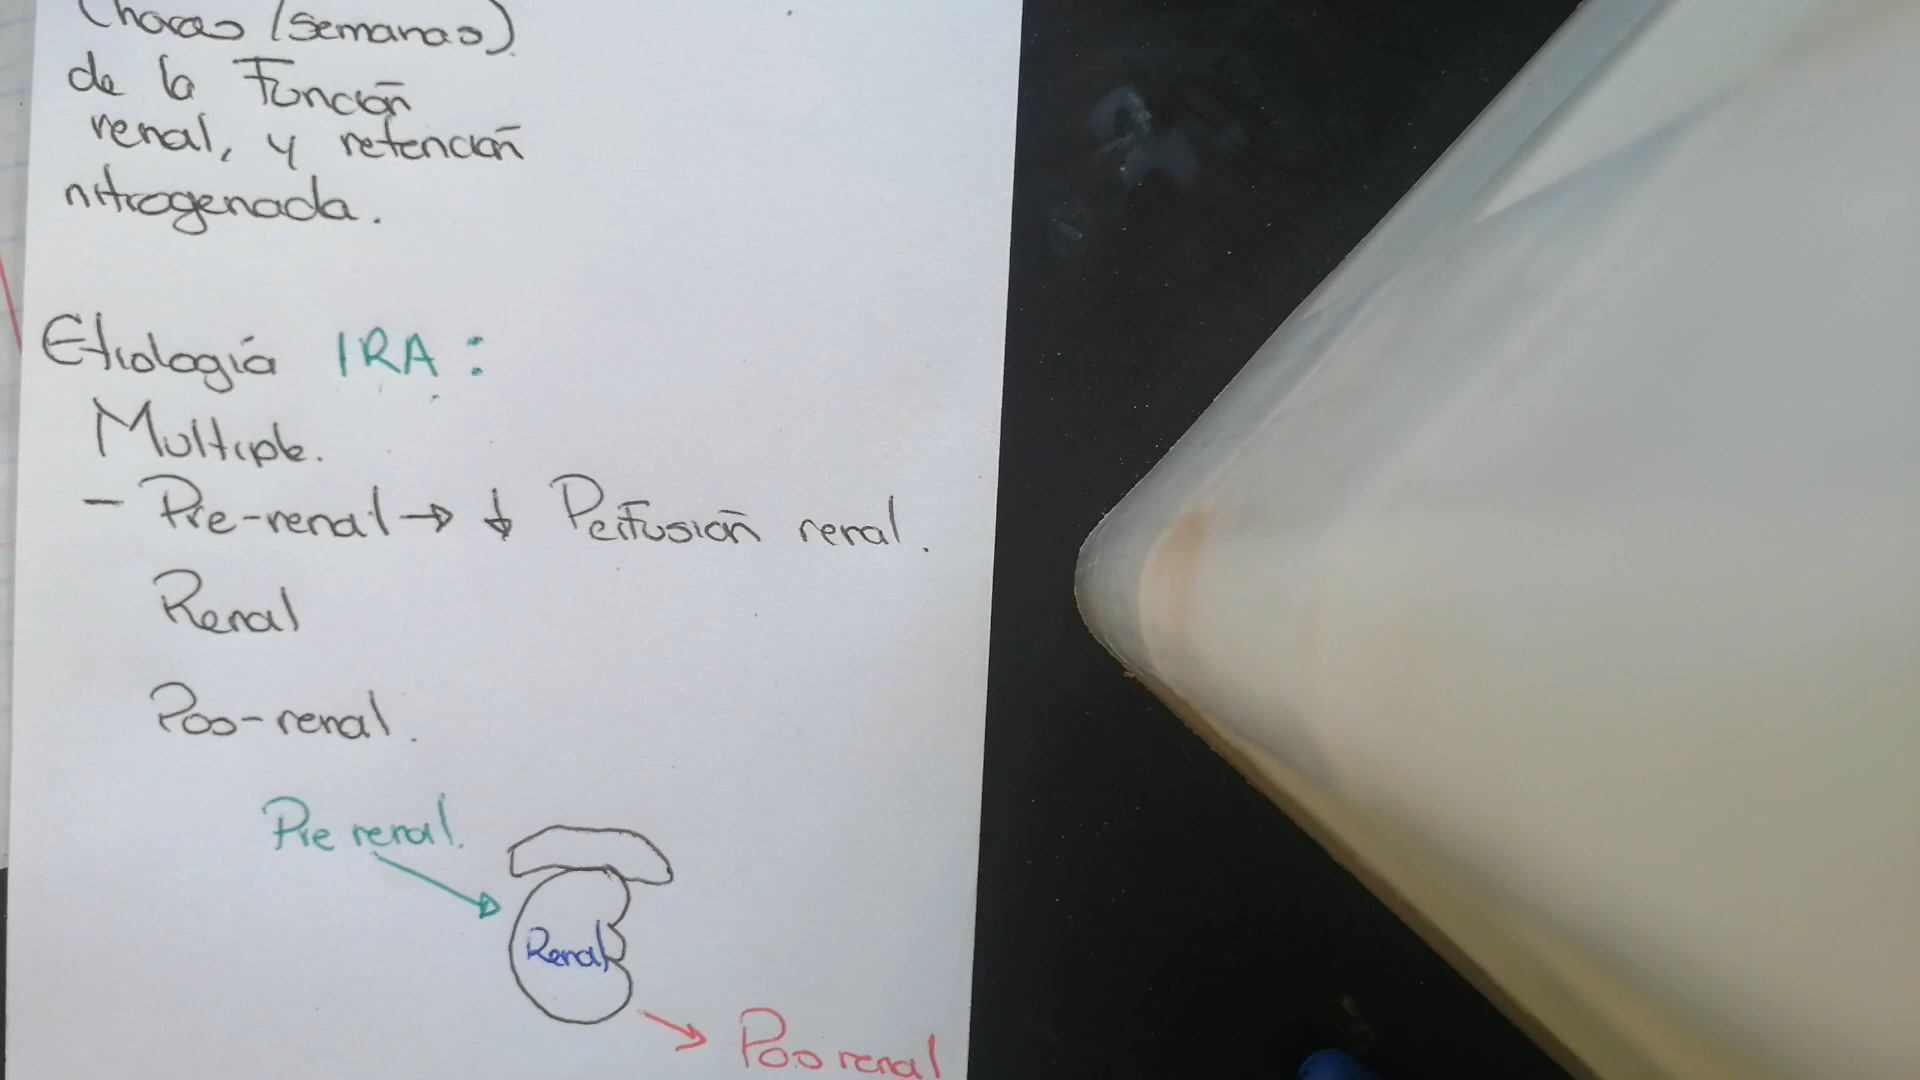 (horas/semanas)
de la Función
renal, y retención
nitrogenada.
Etiología IRA:
Multiple.
- Pre-renal → ↓ Perfusión renal.
Renal
Pos-renal.
Pre renal.
Renal
Pos renal